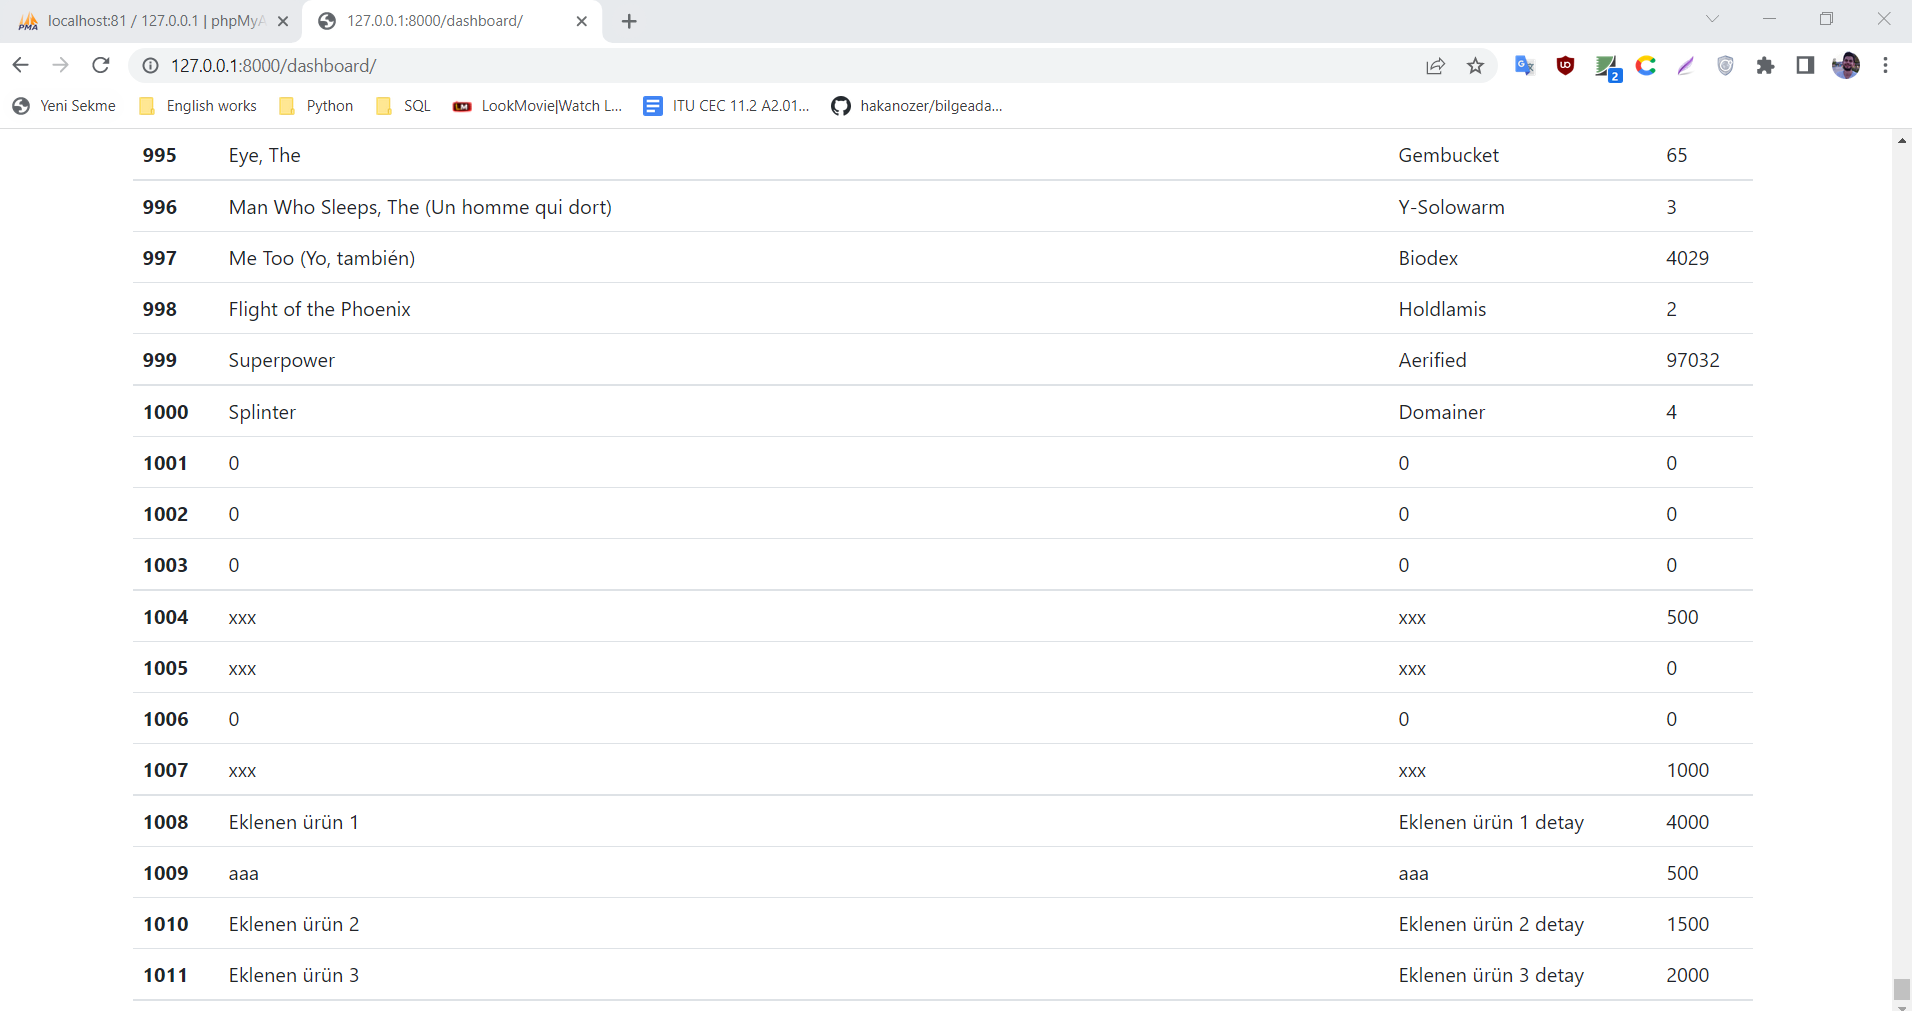 localhost:81 / 127.0.0.1 | phpMyA
127.0.0.1:8000/dashboard/
127.0.0.1:8000/dashboard/
Yeni Sekme English works Python SQL LookMovie|Watch L... ITU CEC 11.2 A2.01... hakanozer/bilgeada...
995 Eye, The Gembucket 65
996 Man Who Sleeps, The (Un homme qui dort) Y-Solowarm 3
997 Me Too (Yo, también) Biodex 4029
998 Flight of the Phoenix Holdlamis 2
999 Superpower Aerified 97032
1000 Splinter Domainer 4
1001 0 0 0
1002 0 0 0
1003 0 0 0
1004 xxx xxx 500
1005 xxx xxx 0
1006 0 0 0
1007 xxx xxx 1000
1008 Eklenen ürün 1 Eklenen ürün 1 detay 4000
1009 aaa aaa 500
1010 Eklenen ürün 2 Eklenen ürün 2 detay 1500
1011 Eklenen ürün 3 Eklenen ürün 3 detay 2000